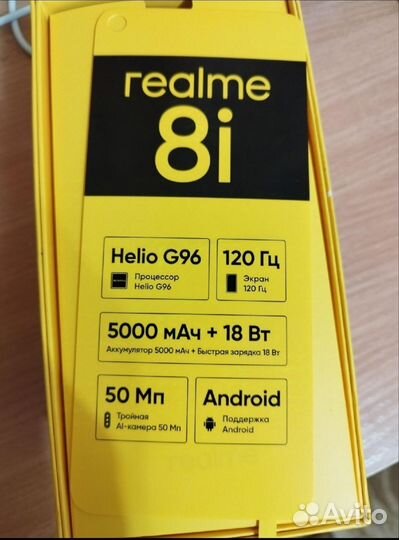 realme
8i
Helio G96
Процессор
Helio G96
120 Гц
Экран
120 Гц
5000 мАч + 18 Вт
Аккумулятор 5000 мАч + Быстрая зарядка 18 Вт
50 Мп
Тройная
AI-камера 50 Мп
Android
Поддержка
Android
realme
Avito